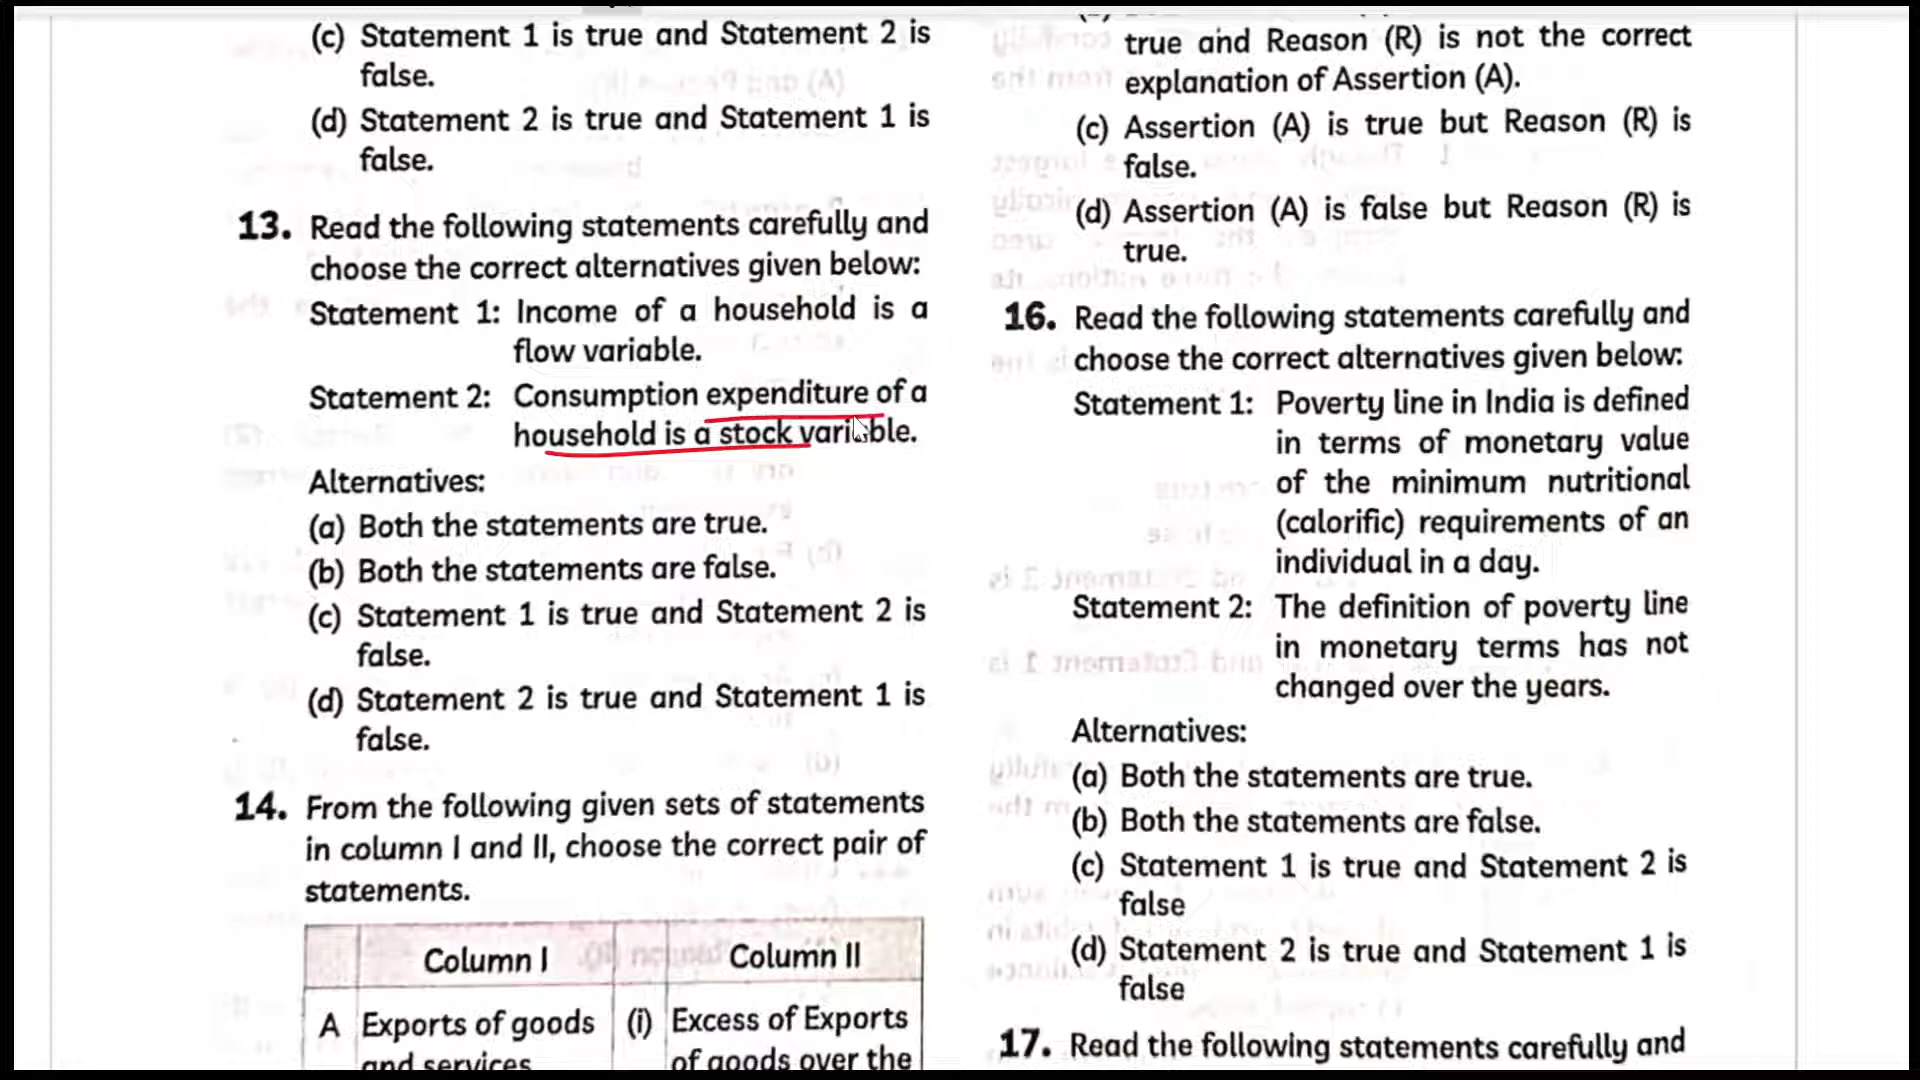 (c) Statement 1 is true and Statement 2 is
false.
(d) Statement 2 is true and Statement 1 is
false.
13. Read the following statements carefully and
choose the correct alternatives given below:
Statement 1: Income of a household is a
flow variable.
Statement 2: Consumption expenditure of a
household is a stock variable.
Alternatives:
(a) Both the statements are true.
(b) Both the statements are false.
(c) Statement 1 is true and Statement 2 is
false.
(d) Statement 2 is true and Statement 1 is
false.
14. From the following given sets of statements
in column I and II, choose the correct pair of
statements.
Column I Column II
A Exports of goods (i) Excess of Exports
and services of goods over the
true and Reason (R) is not the correct
explanation of Assertion (A).
(c) Assertion (A) is true but Reason (R) is
false.
(d) Assertion (A) is false but Reason (R) is
true.
16. Read the following statements carefully and
choose the correct alternatives given below:
Statement 1: Poverty line in India is defined
in terms of monetary value
of the minimum nutritional
(calorific) requirements of an
individual in a day.
Statement 2: The definition of poverty line
in monetary terms has not
changed over the years.
Alternatives:
(a) Both the statements are true.
(b) Both the statements are false.
(c) Statement 1 is true and Statement 2 is
false
(d) Statement 2 is true and Statement 1 is
false
17. Read the following statements carefully and